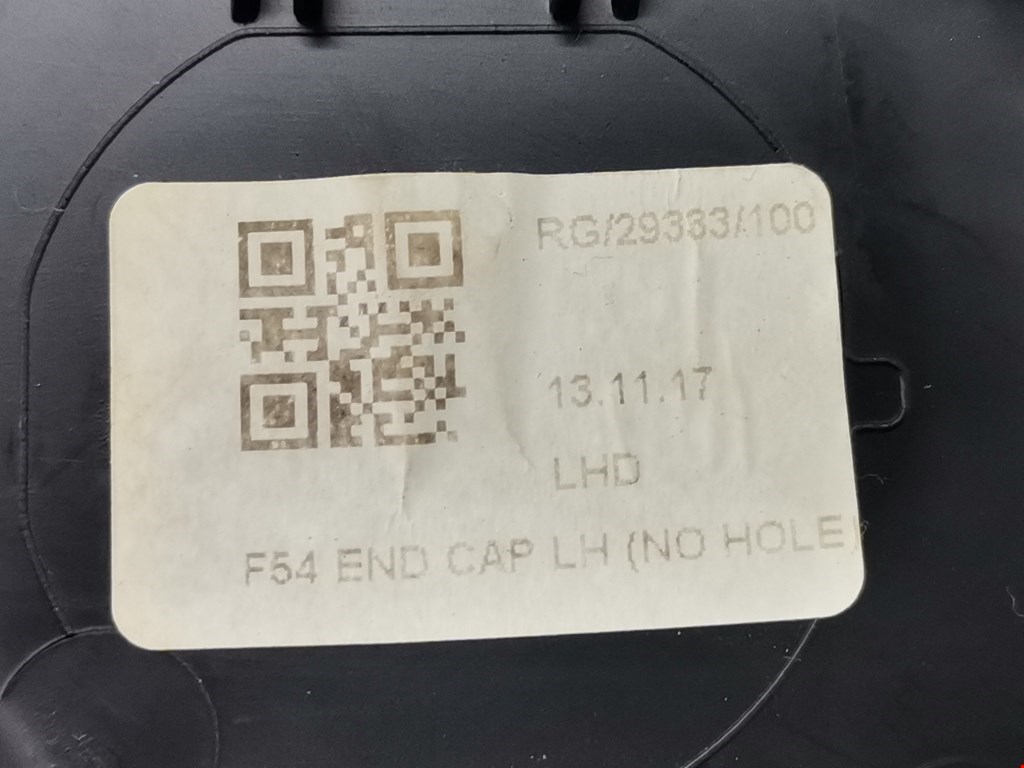 RG/29333/100
13.11.17
LHD
F54 END CAP LH (NO HOLE)